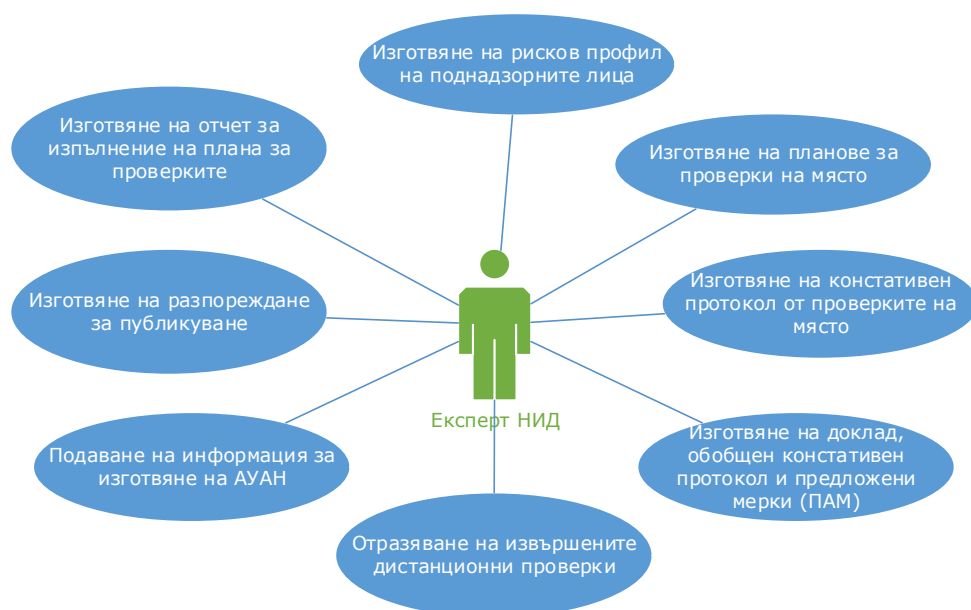 Изготвяне на рисков профил
на поднадзорните лица
Изготвяне на отчет за
изпълнение на плана за
проверките
Изготвяне на планове за
проверки на място
Изготвяне на разпореждане
за публикуване
Изготвяне на констативен
протокол от проверките на
място
Експерт НИД
Подаване на информация за
изготвяне на АУАН
Изготвяне на доклад,
обобщен констативен
протокол и предложени
мерки (ПАМ)
Отразяване на извършените
дистанционни проверки